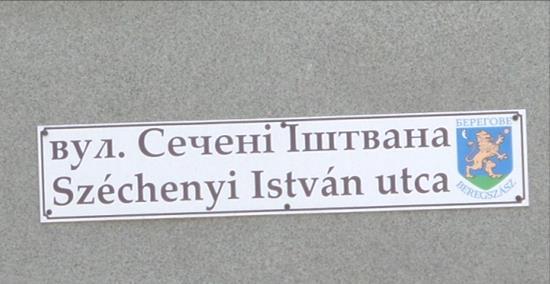 вул. Сечені Іштвана
Széchenyi István utca
БЕРЕГОВЕ
BEREGSZÁSZ